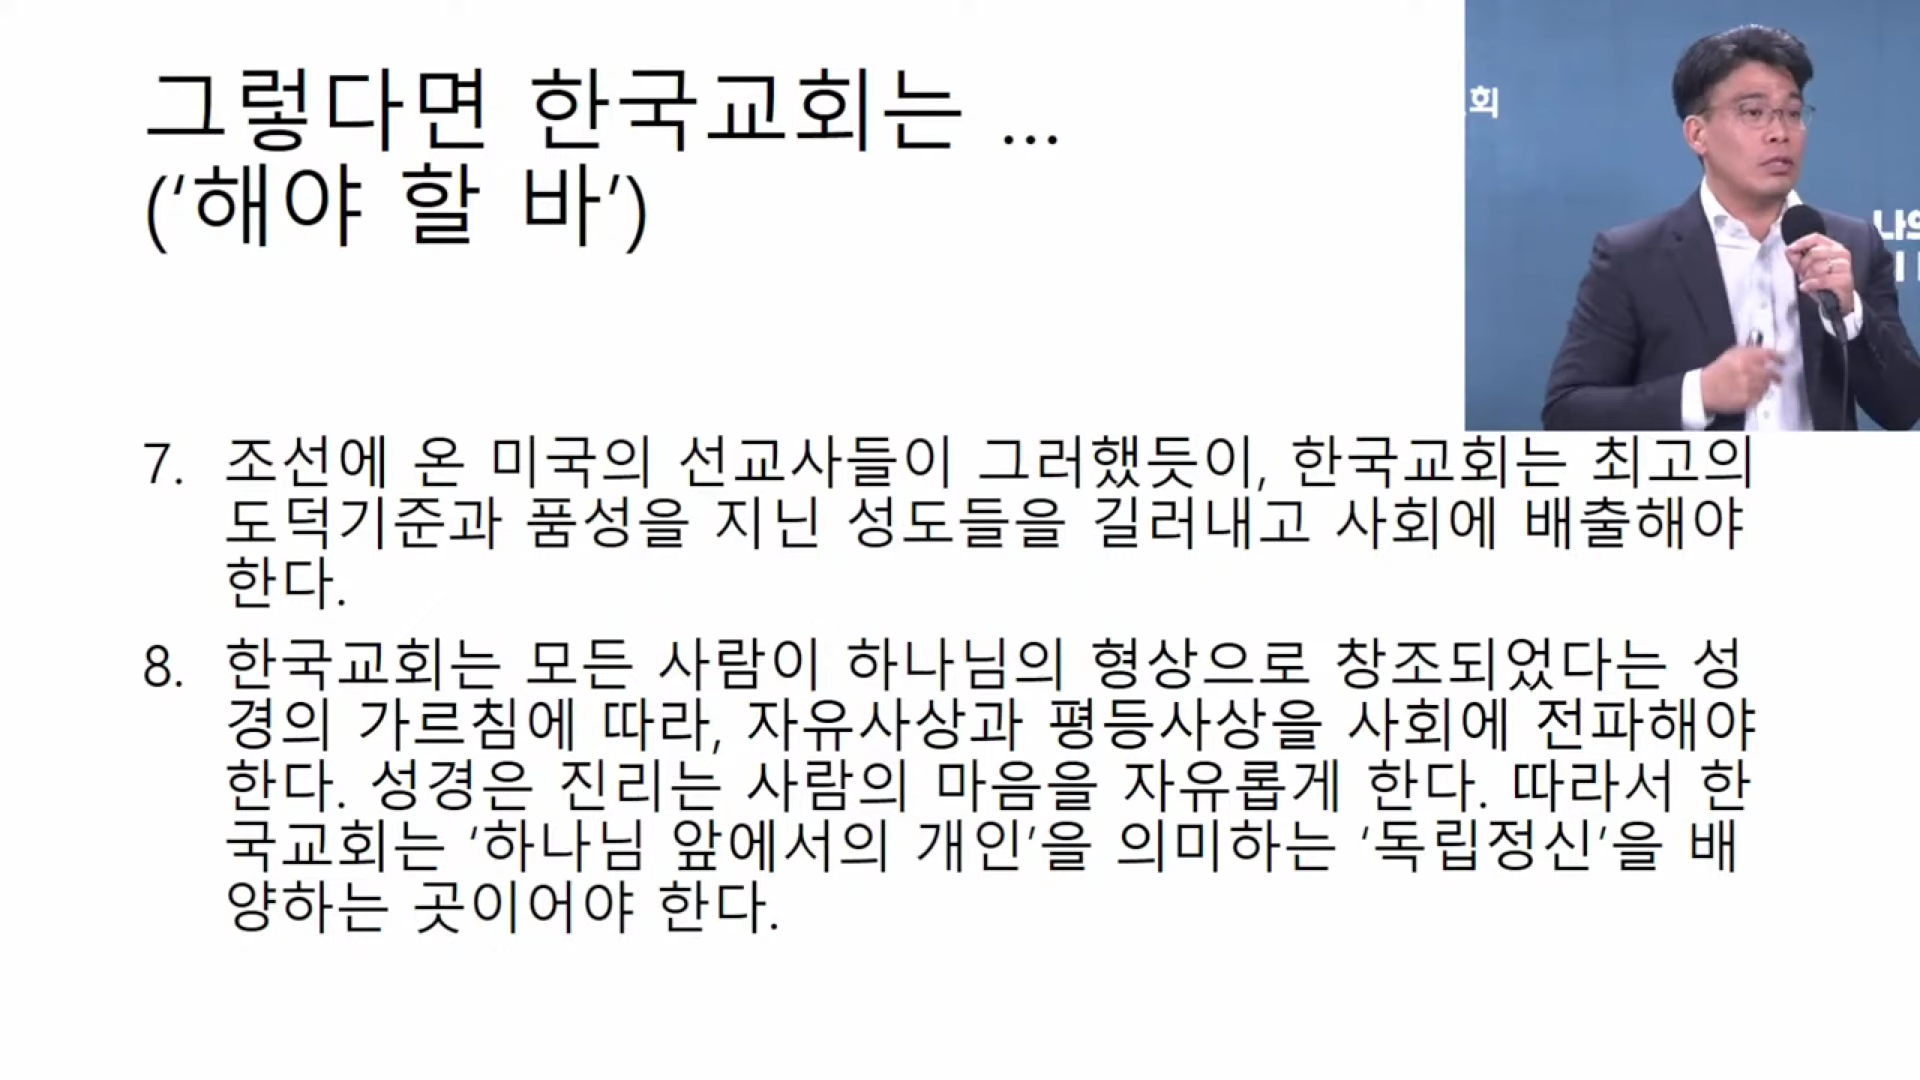 그렇다면 한국교회는 ...
(‘해야 할 바’)
회
나의
7. 조선에 온 미국의 선교사들이 그러했듯이, 한국교회는 최고의
도덕기준과 품성을 지닌 성도들을 길러내고 사회에 배출해야
한다.
8. 한국교회는 모든 사람이 하나님의 형상으로 창조되었다는 성
경의 가르침에 따라, 자유사상과 평등사상을 사회에 전파해야
한다. 성경은 진리는 사람의 마음을 자유롭게 한다. 따라서 한
국교회는 ‘하나님 앞에서의 개인’을 의미하는 ‘독립정신’을 배
양하는 곳이어야 한다.